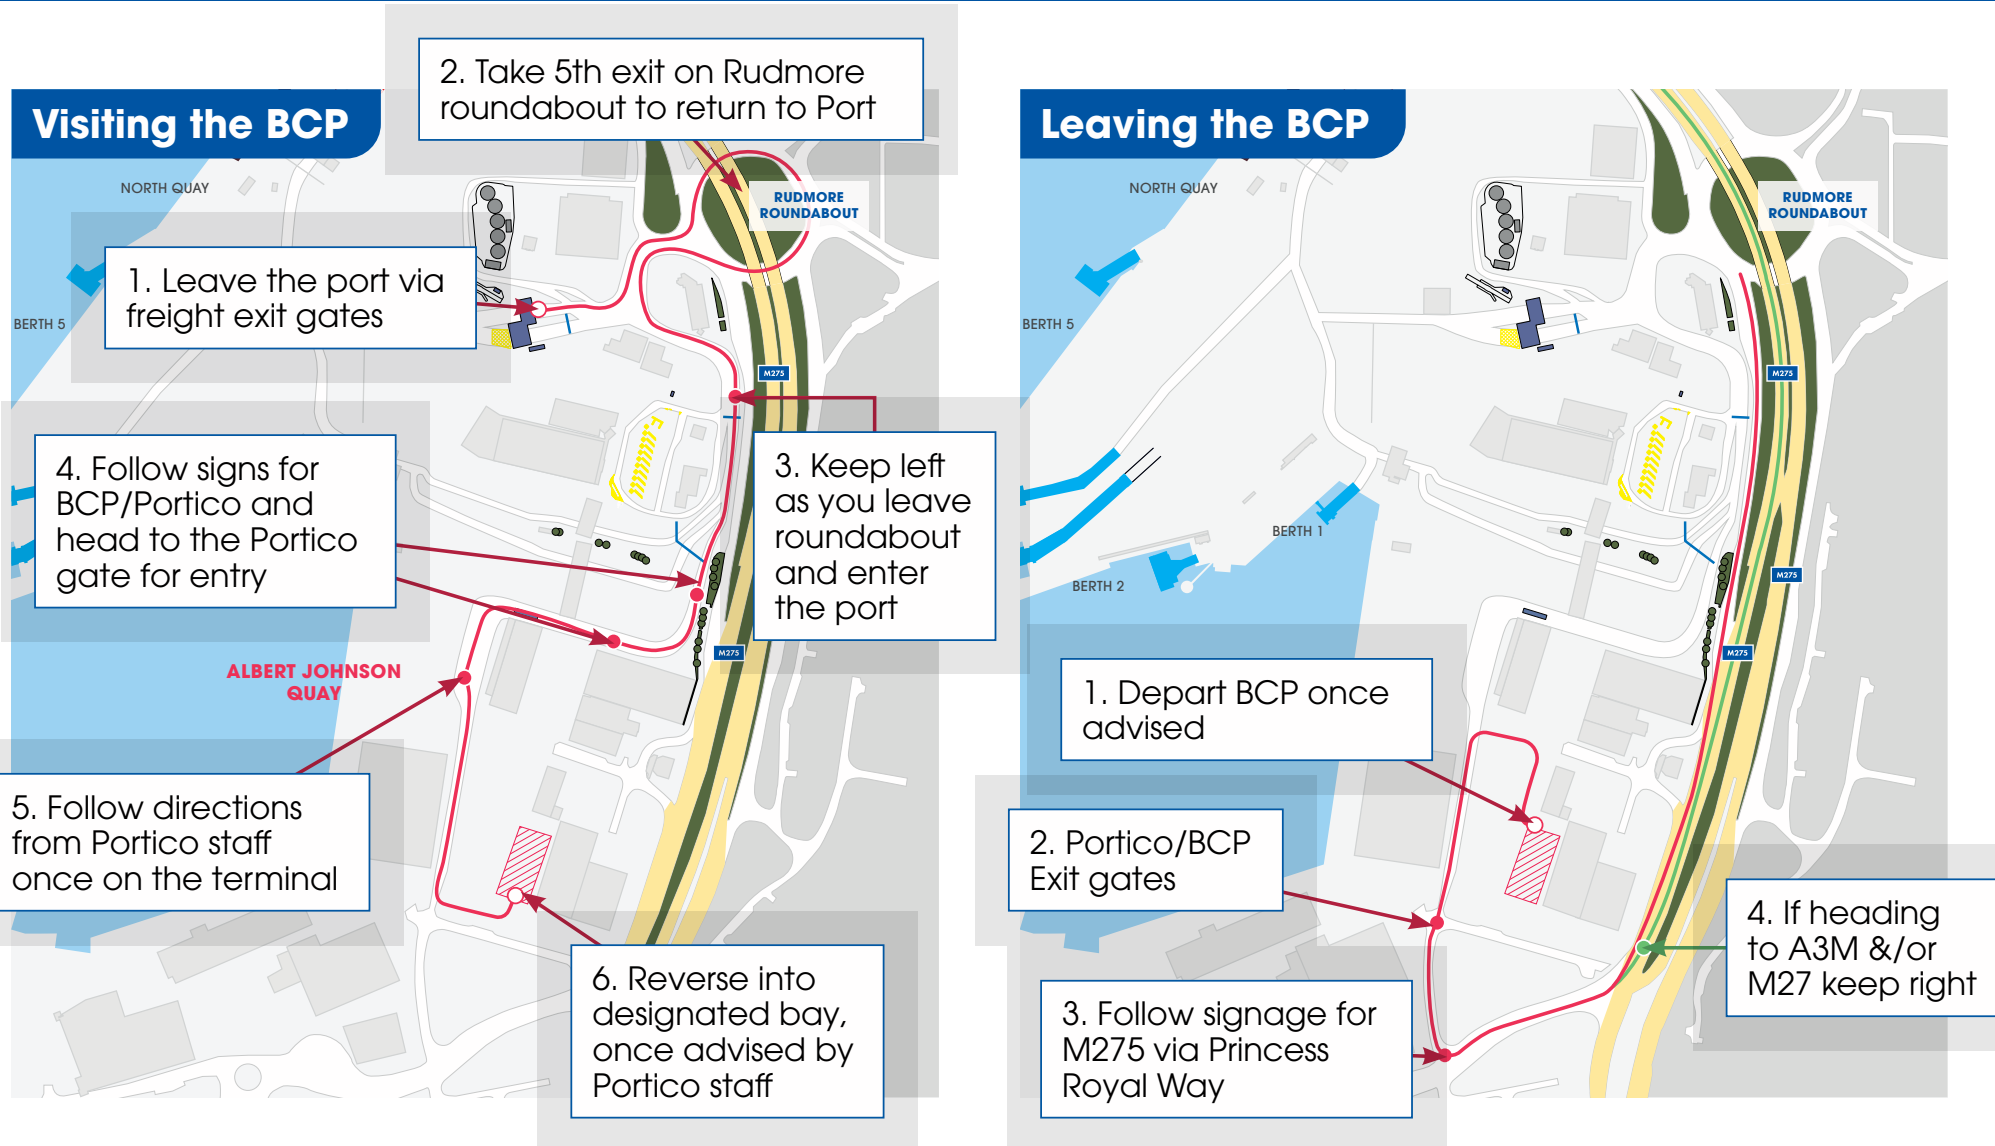 Visiting the BCP
2. Take 5th exit on Rudmore
roundabout to return to Port
NORTH QUAY
RUDMORE
ROUNDABOUT
1. Leave the port via
freight exit gates
BERTH 5
M275
4. Follow signs for
BCP/Portico and
head to the Portico
gate for entry
3. Keep left
as you leave
roundabout
and enter
the port
M275
ALBERT JOHNSON
QUAY
5. Follow directions
from Portico staff
once on the terminal
6. Reverse into
designated bay,
once advised by
Portico staff
Leaving the BCP
NORTH QUAY
RUDMORE
ROUNDABOUT
BERTH 5
M275
BERTH 1
BERTH 2
M275
M275
1. Depart BCP once
advised
2. Portico/BCP
Exit gates
3. Follow signage for
M275 via Princess
Royal Way
4. If heading
to A3M &/or
M27 keep right